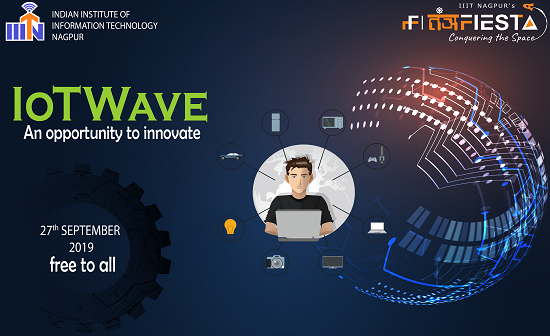 INDIAN INSTITUTE OF
INFORMATION TECHNOLOGY
NAGPUR
IIIT NAGPUR's
तंत्रFIESTA
Conquering the Space
IoTWave
An opportunity to innovate
27th SEPTEMBER
2019
free to all